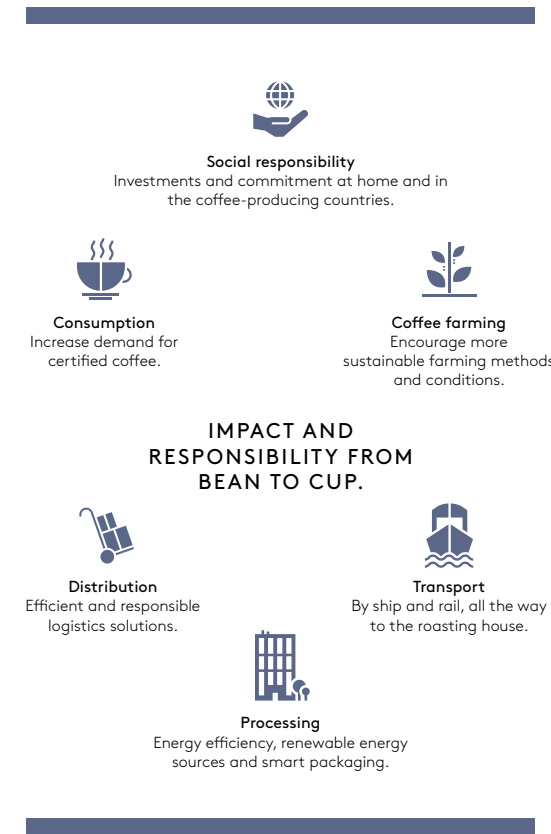 Social responsibility
Investments and commitment at home and in
the coffee-producing countries.
Consumption
Increase demand for
certified coffee.
Coffee farming
Encourage more
sustainable farming methods
and conditions.
IMPACT AND
RESPONSIBILITY FROM
BEAN TO CUP.
Distribution
Efficient and responsible
logistics solutions.
Transport
By ship and rail, all the way
to the roasting house.
Processing
Energy efficiency, renewable energy
sources and smart packaging.